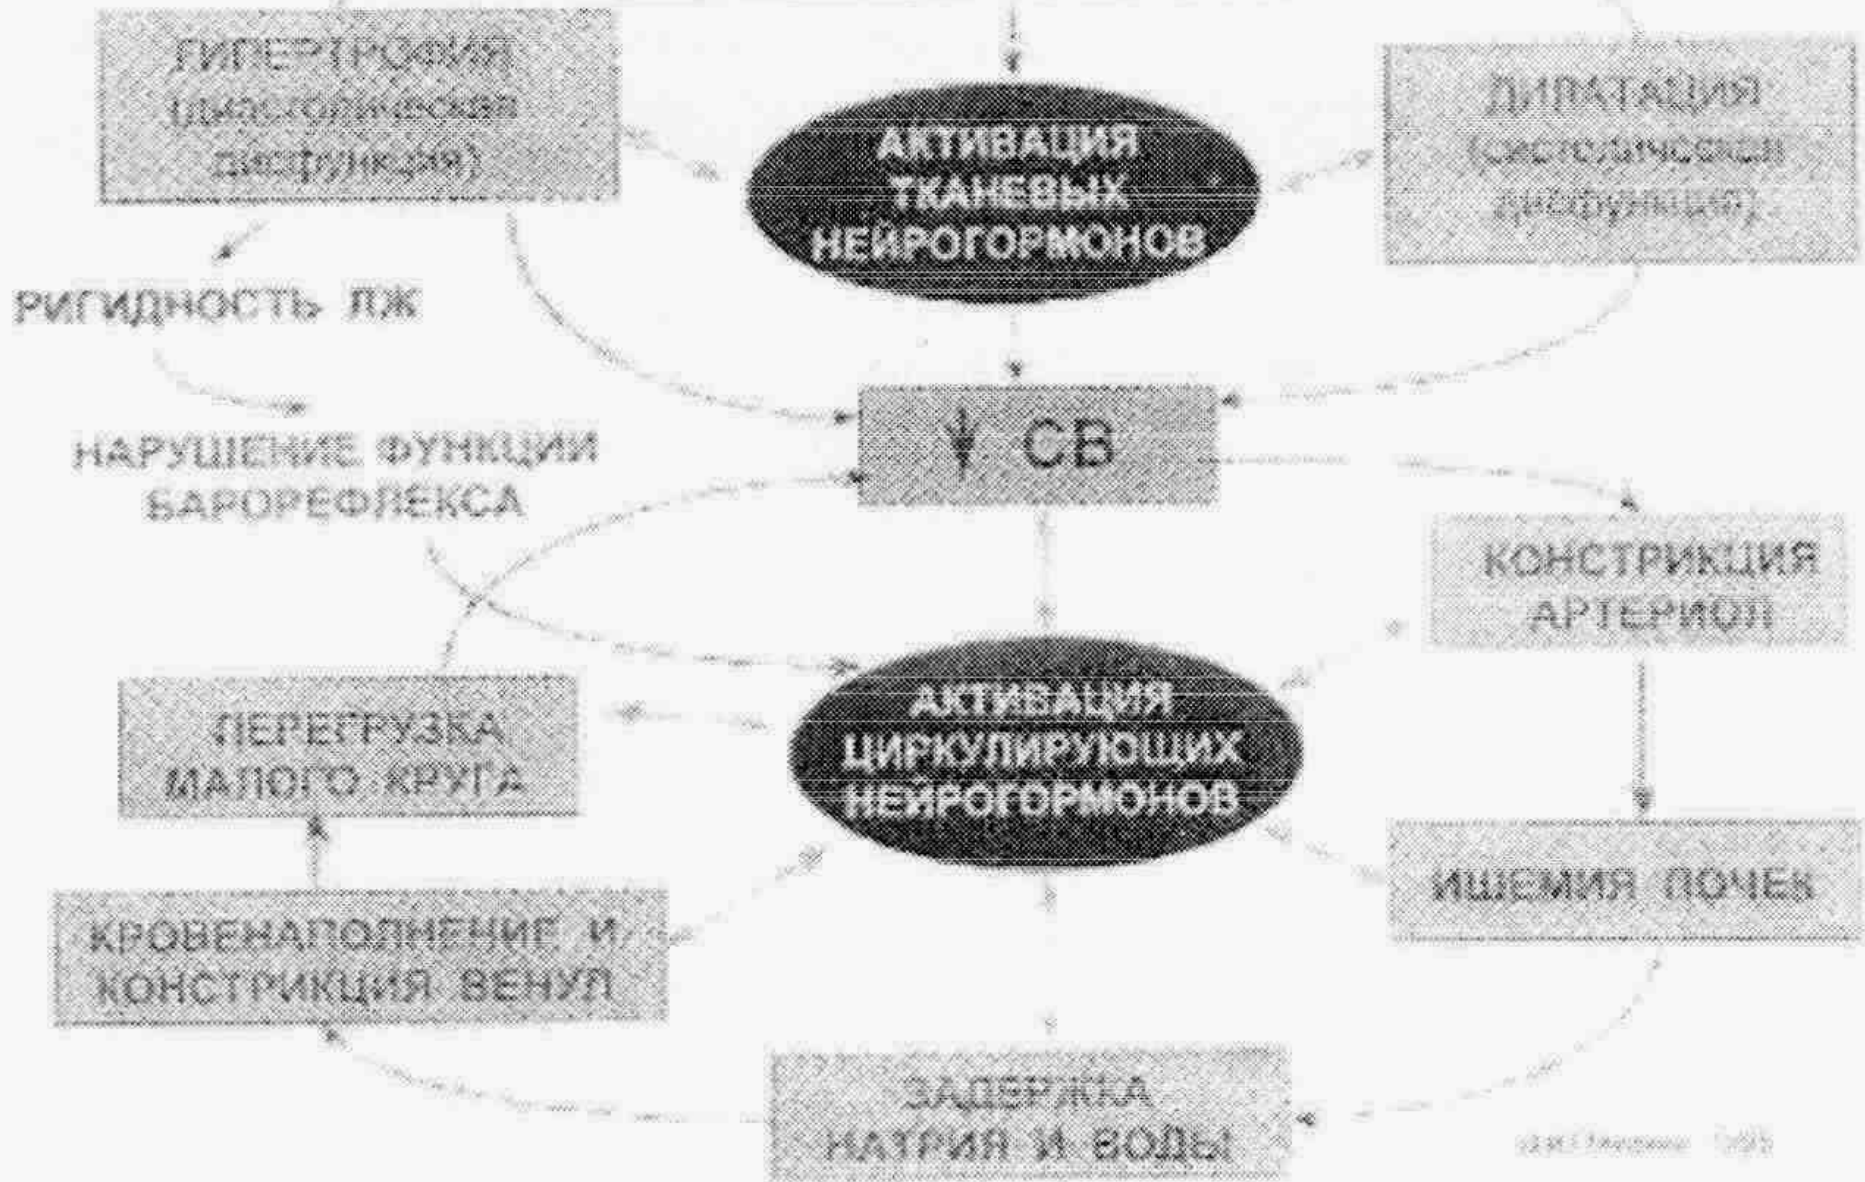 ГИПЕРТРОФИЯ
(диастолическая
дисфункция)
АКТИВАЦИЯ
ТКАНЕВЫХ
НЕЙРОГОРМОНОВ
ДИЛАТАЦИЯ
(систолическая
дисфункция)
РИГИДНОСТЬ ЛЖ
↓ СВ
НАРУШЕНИЕ ФУНКЦИИ
БАРОРЕФЛЕКСА
КОНСТРИКЦИЯ
АРТЕРИОЛ
ПЕРЕГРУЗКА
МАЛОГО КРУГА
АКТИВАЦИЯ
ЦИРКУЛИРУЮЩИХ
НЕЙРОГОРМОНОВ
ИШЕМИЯ ПОЧЕК
КРОВЕНАПОЛНЕНИЕ И
КОНСТРИКЦИЯ ВЕНУЛ
ЗАДЕРЖКА
НАТРИЯ И ВОДЫ